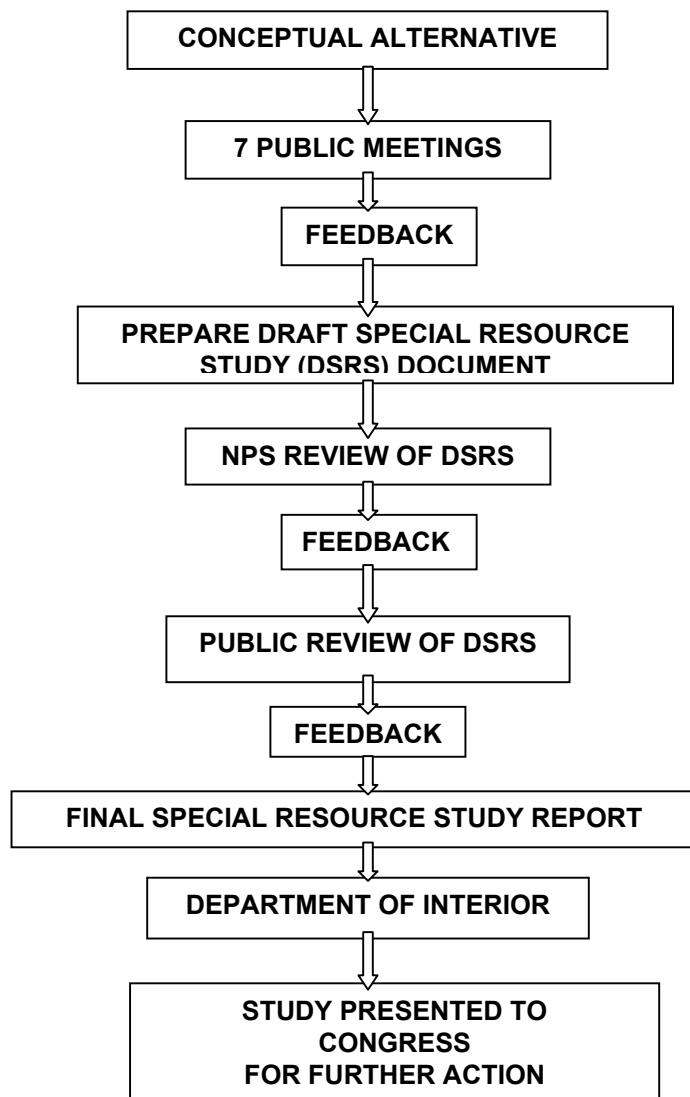 CONCEPTUAL ALTERNATIVE
7 PUBLIC MEETINGS
FEEDBACK
PREPARE DRAFT SPECIAL RESOURCE
STUDY (DSRS) DOCUMENT
NPS REVIEW OF DSRS
FEEDBACK
PUBLIC REVIEW OF DSRS
FEEDBACK
FINAL SPECIAL RESOURCE STUDY REPORT
DEPARTMENT OF INTERIOR
STUDY PRESENTED TO
CONGRESS
FOR FURTHER ACTION